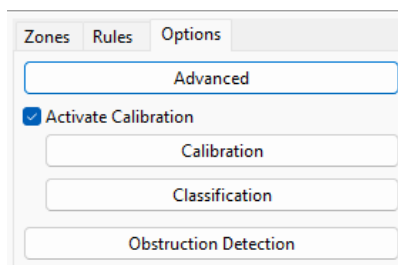 Zones Rules Options
Advanced
Activate Calibration
Calibration
Classification
Obstruction Detection